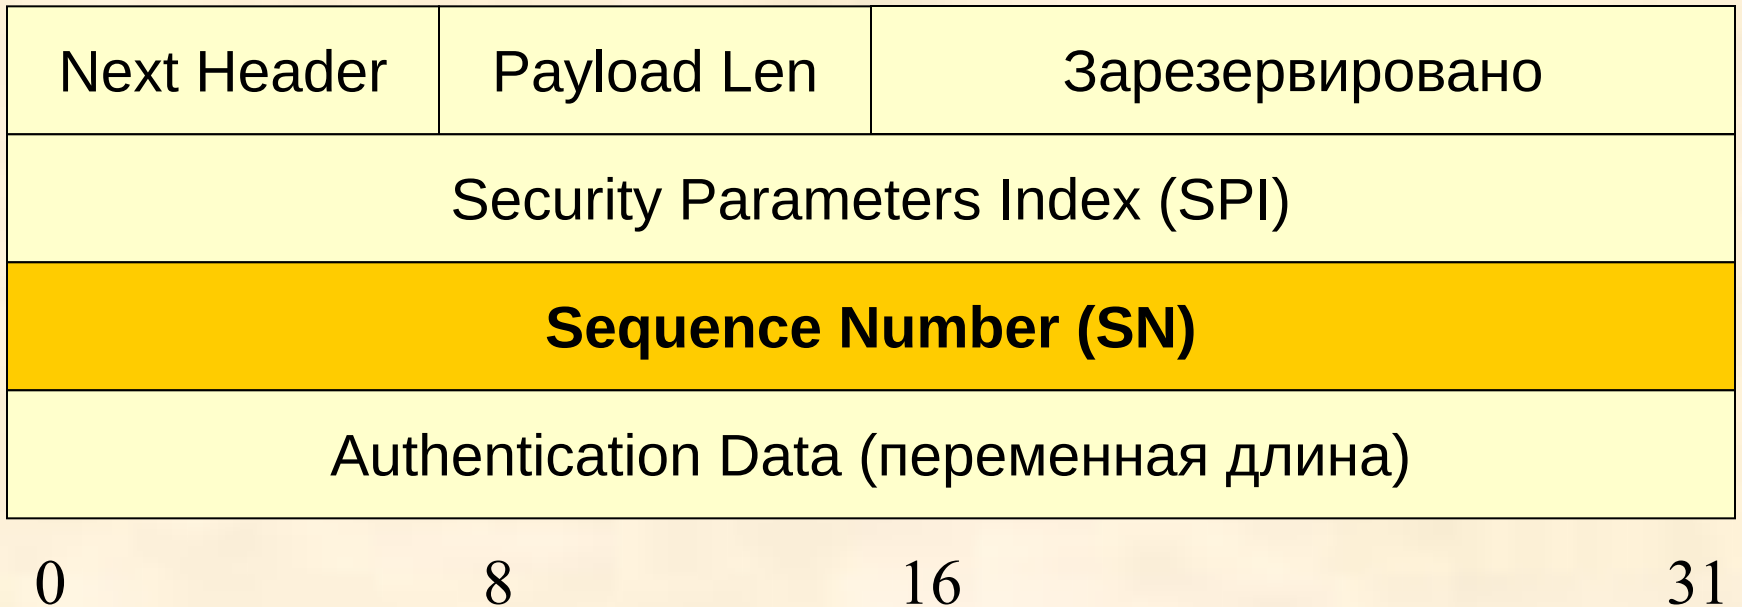 Next Header Payload Len Зарезервировано
Security Parameters Index (SPI)
Sequence Number (SN)
Authentication Data (переменная длина)
0 8 16 31